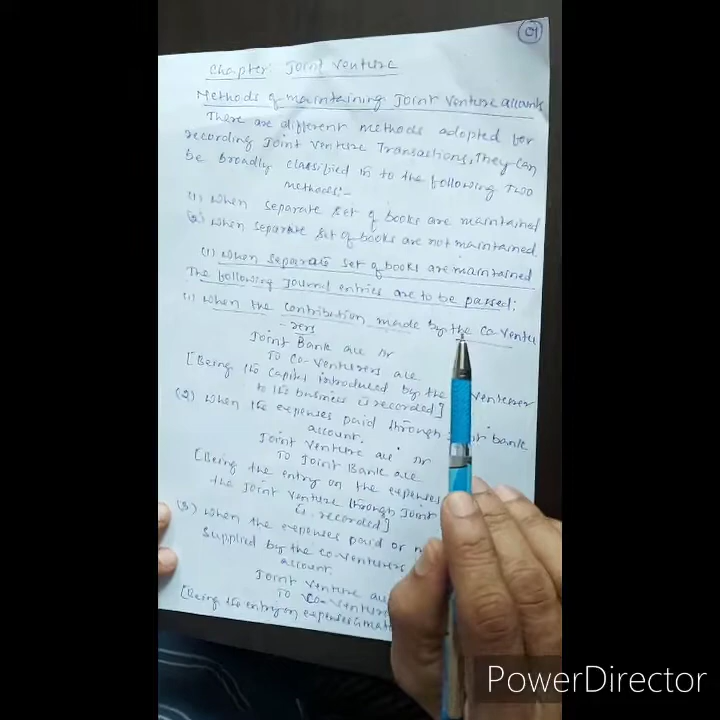 01
Chapter: Joint Venture
Methods of maintaining Joint Venture accounts
There are different methods adopted for
recording Joint Venture Transactions, They can
be broadly classified in to the following Two
methods:-
(1) When separate set of books are maintained
(2) When separate set of books are not maintained.
(1) When separate set of books are maintained
The following Journal entries are to be passed:
(1) When the contribution made by the co-ventu
-rers
Joint Bank a/c Dr
To Co-Venturers a/c
[Being the capital introduced by the venturer
to the business is recorded]
(2) When the expenses paid through bank
account.
Joint Venture a/c Dr
To Joint Bank a/c
[Being the entry on the expenses
the Joint Venture through Joint
is recorded]
(3) When the expenses paid or
supplied by the co-venturers
account.
Joint Venture a/c
To Co-Venture
[Being the entry on expenses
PowerDirector